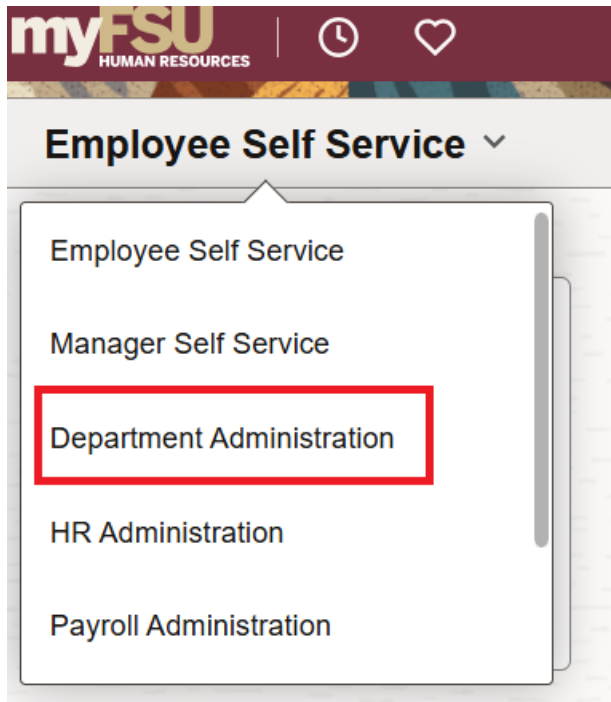 myFSU
HUMAN RESOURCES
Employee Self Service
Employee Self Service
Manager Self Service
Department Administration
HR Administration
Payroll Administration